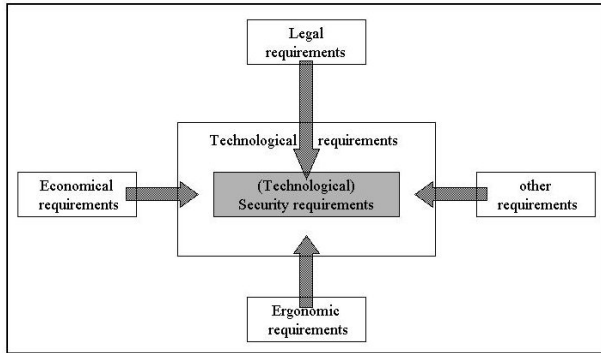 Legal
requirements
Technological requirements
Economical
requirements
(Technological)
Security requirements
other
requirements
Ergonomic
requirements